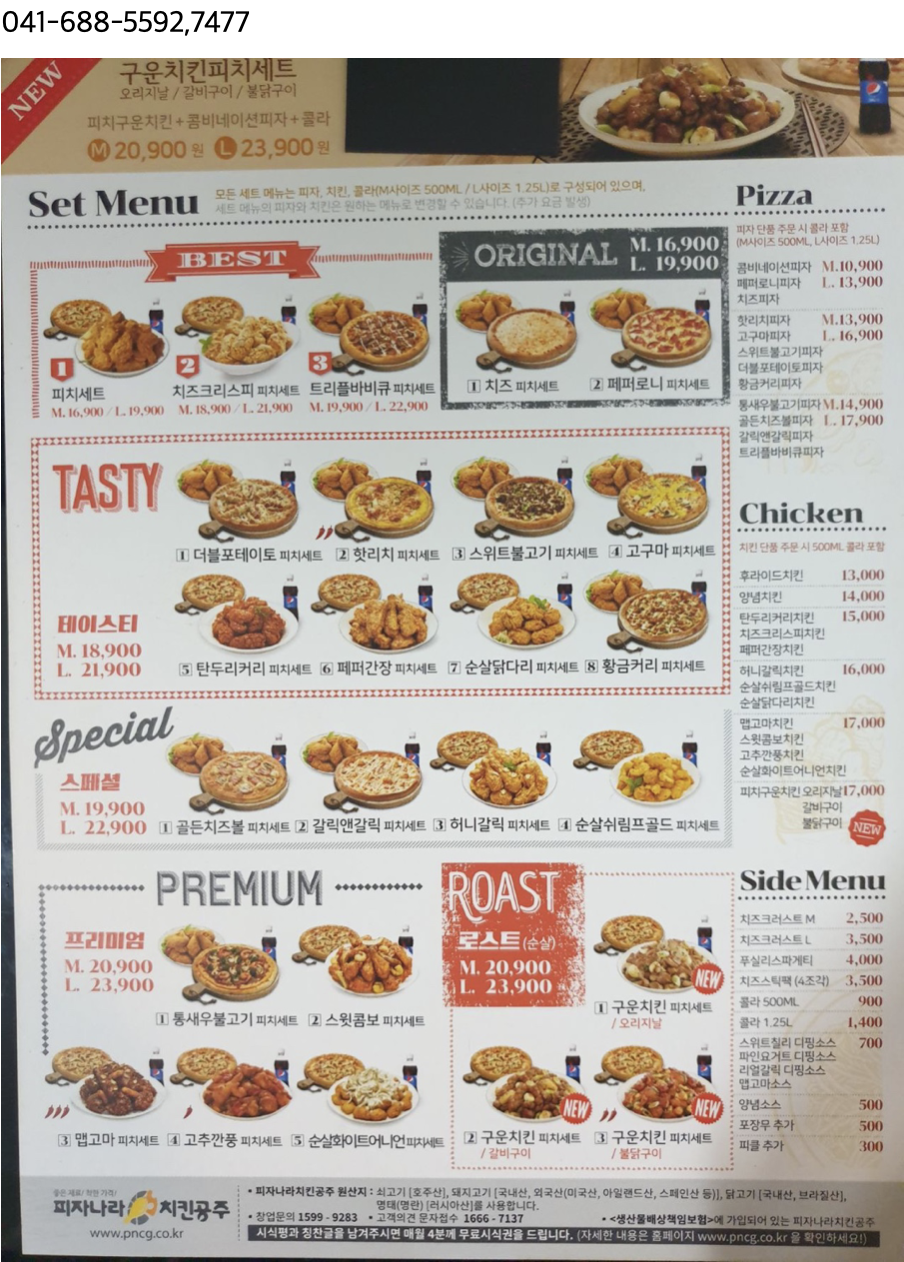 041-688-5592,7477
NEW
구운치킨피치세트
오리지날 / 갈비구이 / 불닭구이
피치구운치킨+콤비네이션피자+콜라
M 20,900 원 L 23,900 원
Set Menu
모든 세트 메뉴는 피자, 치킨, 콜라(M사이즈 500ML / L사이즈 1.25L)로 구성되어 있으며,
세트 메뉴의 피자와 치킨은 원하는 메뉴로 변경할 수 있습니다. (추가 요금 발생)
BEST
1 피치세트
M. 16,900 / L. 19,900
2 치즈크리스피 피치세트
M. 18,900 / L. 21,900
3 트리플바비큐 피치세트
M. 19,900 / L. 22,900
ORIGINAL
M. 16,900
L. 19,900
1 치즈 피치세트
2 페퍼로니 피치세트
TASTY
테이스티
M. 18,900
L. 21,900
1 더블포테이토 피치세트
2 핫리치 피치세트
3 스위트불고기 피치세트
4 고구마 피치세트
5 탄두리커리 피치세트
6 페퍼간장 피치세트
7 순살닭다리 피치세트
8 황금커리 피치세트
Special
스페셜
M. 19,900
L. 22,900
1 골든치즈볼 피치세트
2 갈릭앤갈릭 피치세트
3 허니갈릭 피치세트
4 순살쉬림프골드 피치세트
PREMIUM
프리미엄
M. 20,900
L. 23,900
1 통새우불고기 피치세트
2 스윗콤보 피치세트
3 맵고마 피치세트
4 고추깐풍 피치세트
5 순살화이트어니언피치세트
ROAST
로스트(순살)
M. 20,900
L. 23,900
NEW
1 구운치킨 피치세트
/ 오리지날
NEW
2 구운치킨 피치세트
/ 갈비구이
NEW
3 구운치킨 피치세트
/ 불닭구이
Pizza
피자 단품 주문 시 콜라 포함
(M사이즈 500ML, L사이즈 1.25L)
콤비네이션피자 M.10,900
페퍼로니피자 L. 13,900
치즈피자
핫리치피자 M.13,900
고구마피자 L. 16,900
스위트불고기피자
더블포테이토피자
황금커리피자
통새우불고기피자 M.14,900
골든치즈볼피자 L. 17,900
갈릭앤갈릭피자
트리플바비큐피자
Chicken
치킨 단품 주문 시 500ML 콜라 포함
후라이드치킨 13,000
양념치킨 14,000
탄두리커리치킨 15,000
치즈크리스피치킨
페퍼간장치킨
허니갈릭치킨 16,000
순살쉬림프골드치킨
순살닭다리치킨
맵고마치킨 17,000
스윗콤보치킨
고추깐풍치킨
순살화이트어니언치킨
피치구운치킨 오리지날 17,000
갈비구이
불닭구이
NEW
Side Menu
치즈크러스트 M 2,500
치즈크러스트 L 3,500
푸실리스파게티 4,000
치즈스틱팩 (4조각) 3,500
콜라 500ML 900
콜라 1.25L 1,400
스위트칠리 디핑소스 700
파인요거트 디핑소스
리얼갈릭 디핑소스
맵고마소스
양념소스 500
포장무 추가 500
피클 추가 300
좋은 재료/ 착한 가격/
피자나라 치킨공주
www.pncg.co.kr
• 피자나라치킨공주 원산지 : 쇠고기 [호주산], 돼지고기 [국내산, 외국산(미국산, 아일랜드산, 스페인산 등)], 닭고기 [국내산, 브라질산],
명태(명란) [러시아산]를 사용합니다.
• 창업문의 1599 - 9283 • 고객의견 문자접수 1666 - 7137 • <생산물배상책임보험>에 가입되어 있는 피자나라치킨공주
시식평과 칭찬글을 남겨주시면 매월 4분께 무료시식권을 드립니다. (자세한 내용은 홈페이지 www.pncg.co.kr 을 확인하세요!)